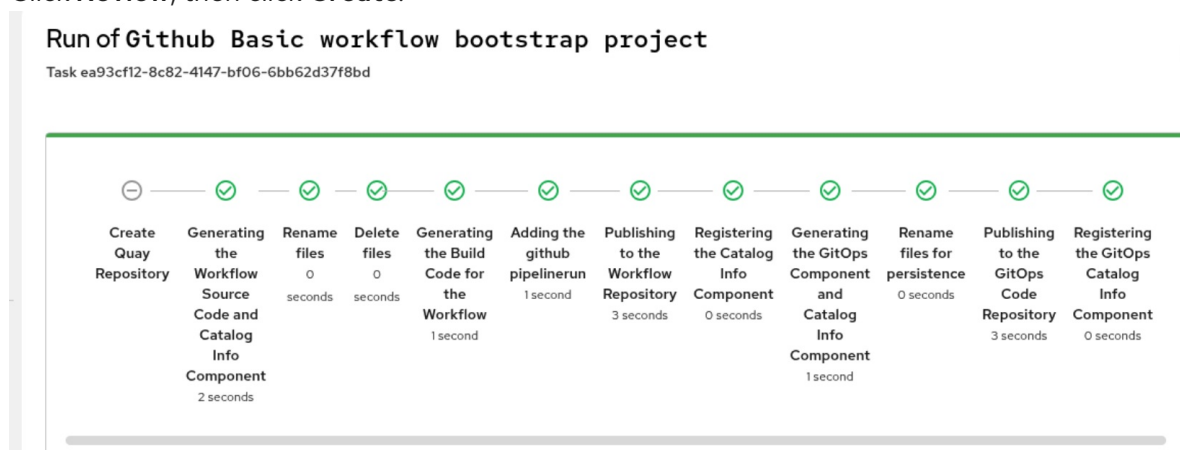 Click Review, then click Create.
Run of Github Basic workflow bootstrap project
Task ea93cf12-8c82-4147-bf06-6bb62d37f8bd
Create
Quay
Repository
Generating
the
Workflow
Source
Code and
Catalog
Info
Component
2 seconds
Rename
files
0
seconds
Delete
files
0
seconds
Generating
the Build
Code for
the
Workflow
1 second
Adding the
github
pipelinerun
1 second
Publishing
to the
Workflow
Repository
3 seconds
Registering
the Catalog
Info
Component
0 seconds
Generating
the GitOps
Component
and
Catalog
Info
Component
1 second
Rename
files for
persistence
0 seconds
Publishing
to the
GitOps
Code
Repository
3 seconds
Registering
the GitOps
Catalog
Info
Component
0 seconds